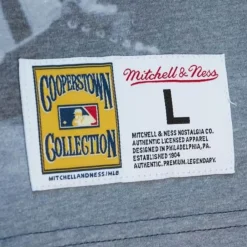 COOPERSTOWN
COLLECTION
MITCHELLANDNESS/MLB
Mitchell & Ness
L
MITCHELL & NESS NOSTALGIA CO.
AUTHENTIC LICENSED APPAREL
DESIGNED IN PHILADELPHIA, PA.
ESTABLISHED 1904
AUTHENTIC.PREMIUM.LEGENDARY.